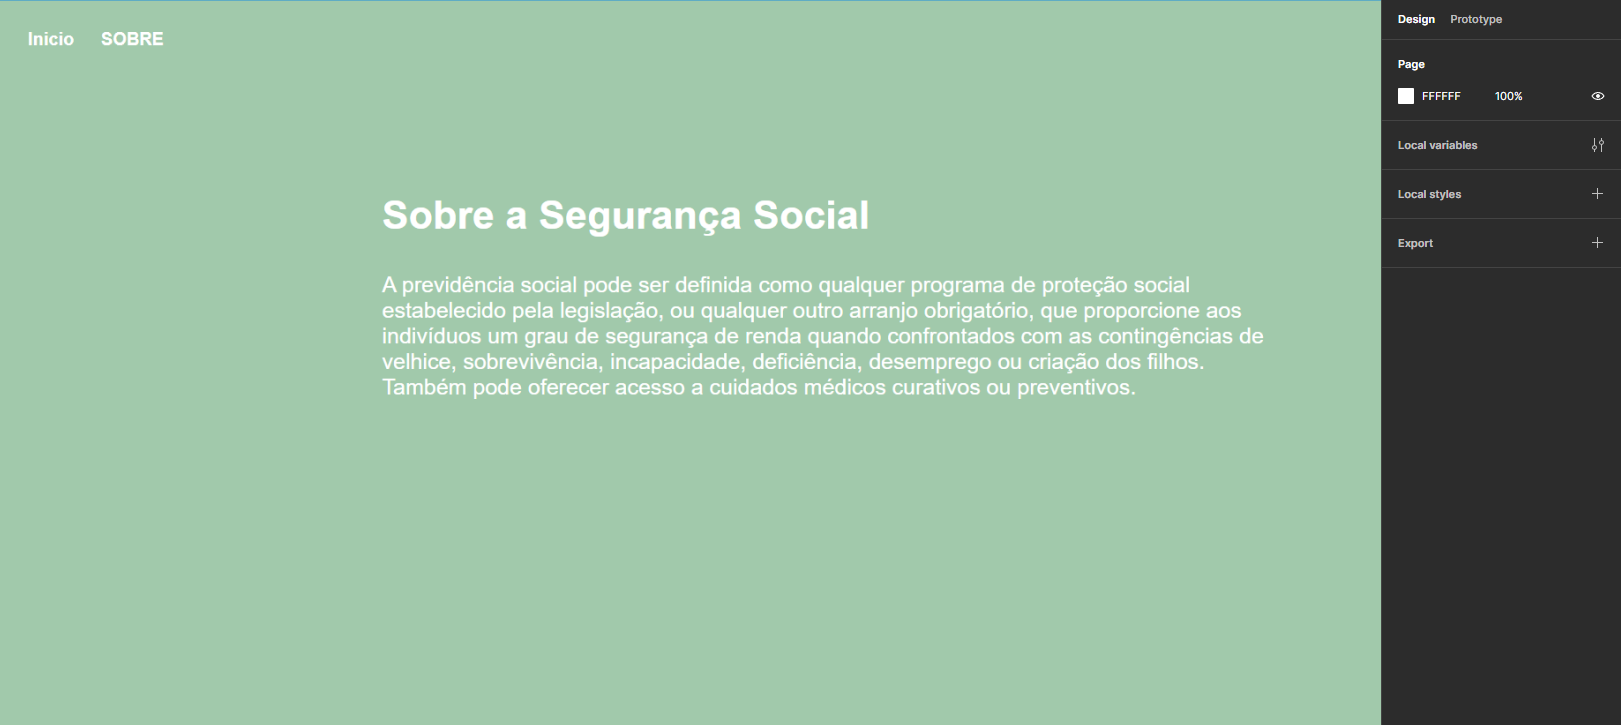 Inicio SOBRE
Sobre a Segurança Social
A previdência social pode ser definida como qualquer programa de proteção social
estabelecido pela legislação, ou qualquer outro arranjo obrigatório, que proporcione aos
indivíduos um grau de segurança de renda quando confrontados com as contingências de
velhice, sobrevivência, incapacidade, deficiência, desemprego ou criação dos filhos.
Também pode oferecer acesso a cuidados médicos curativos ou preventivos.
Design Prototype
Page
FFFFFF 100%
Local variables
Local styles
Export